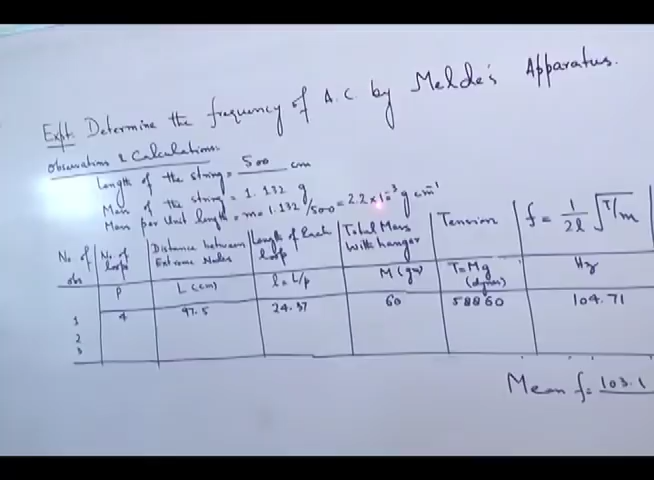 Expt. Determine the frequency of A.C. by Melde's Apparatus.
Observation & Calculations
Length of the string = 500 cm
Mass of the string = 1.132 g
Mass per Unit length = m = 1.132/500 = 2.2 × 10⁻³ g cm⁻¹
No. of obs | No. of loops | Distance between Extreme Nodes | Length of Each loop | Total Mass with hanger | Tension | f = 1/2l √T/m
P | L (cm) | l = L/p | M (gm) | T = Mg (dynes) | Hz
1 | 4 | 97.5 | 24.37 | 60 | 58860 | 104.71
2
3
Mean f = 103.1